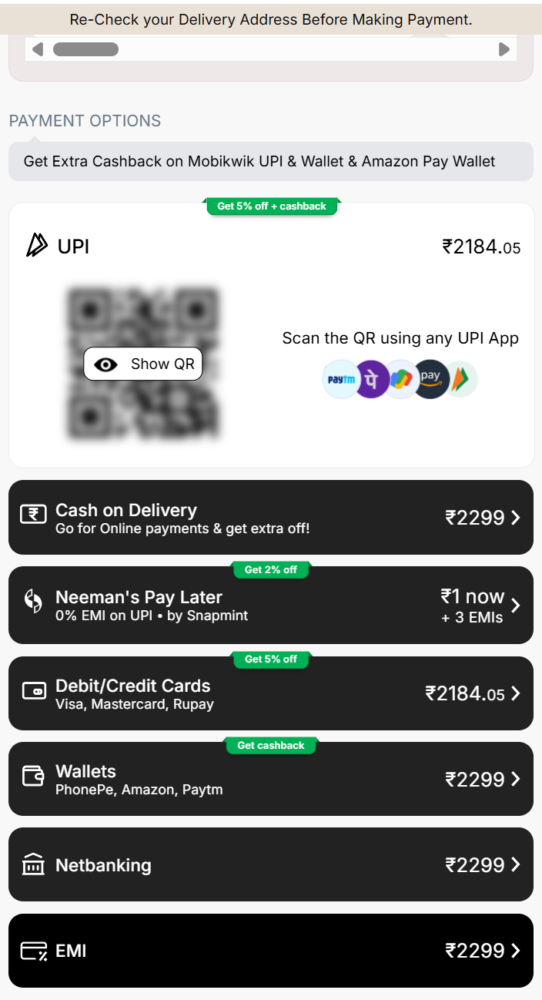 Re-Check your Delivery Address Before Making Payment.
PAYMENT OPTIONS
Get Extra Cashback on Mobikwik UPI & Wallet & Amazon Pay Wallet
Get 5% off + cashback
UPI
₹2184.05
Show QR
Scan the QR using any UPI App
paytm पे pay
Cash on Delivery
Go for Online payments & get extra off!
₹2299
Get 2% off
Neeman's Pay Later
0% EMI on UPI • by Snapmint
₹1 now
+ 3 EMIs
Get 5% off
Debit/Credit Cards
Visa, Mastercard, Rupay
₹2184.05
Get cashback
Wallets
PhonePe, Amazon, Paytm
₹2299
Netbanking
₹2299
EMI
₹2299